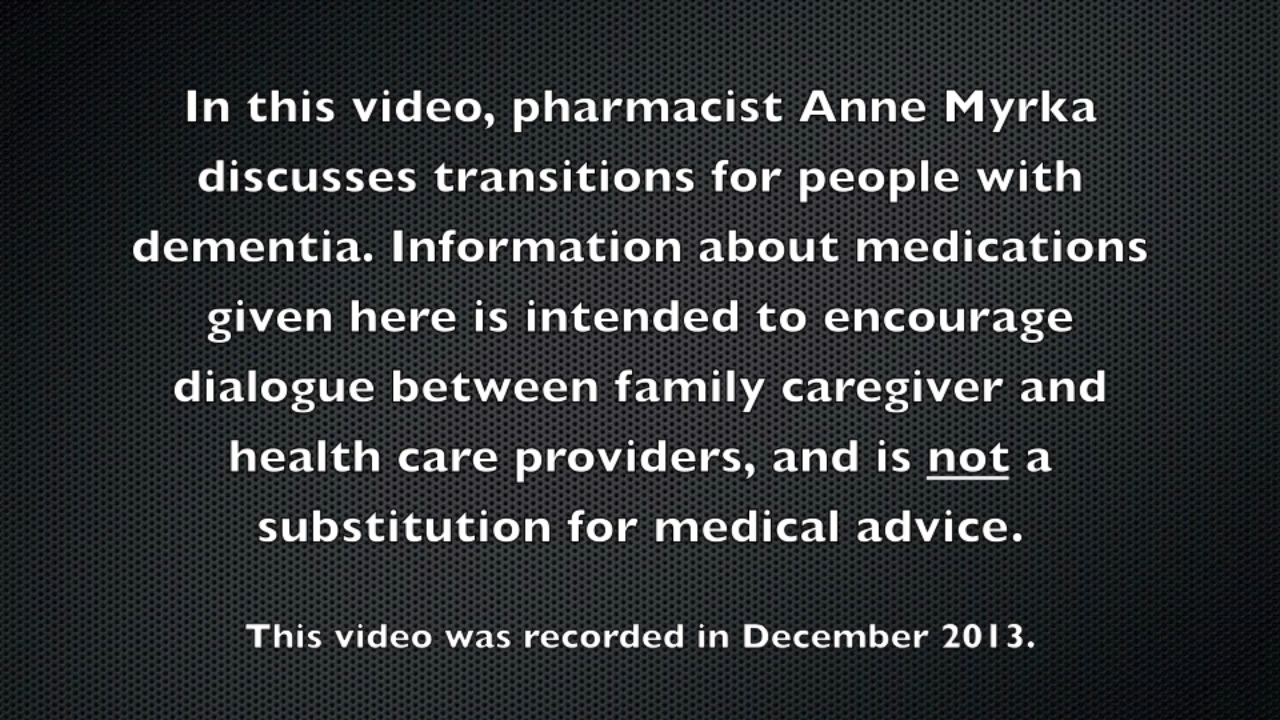 In this video, pharmacist Anne Myrka
discusses transitions for people with
dementia. Information about medications
given here is intended to encourage
dialogue between family caregiver and
health care providers, and is not a
substitution for medical advice.
This video was recorded in December 2013.